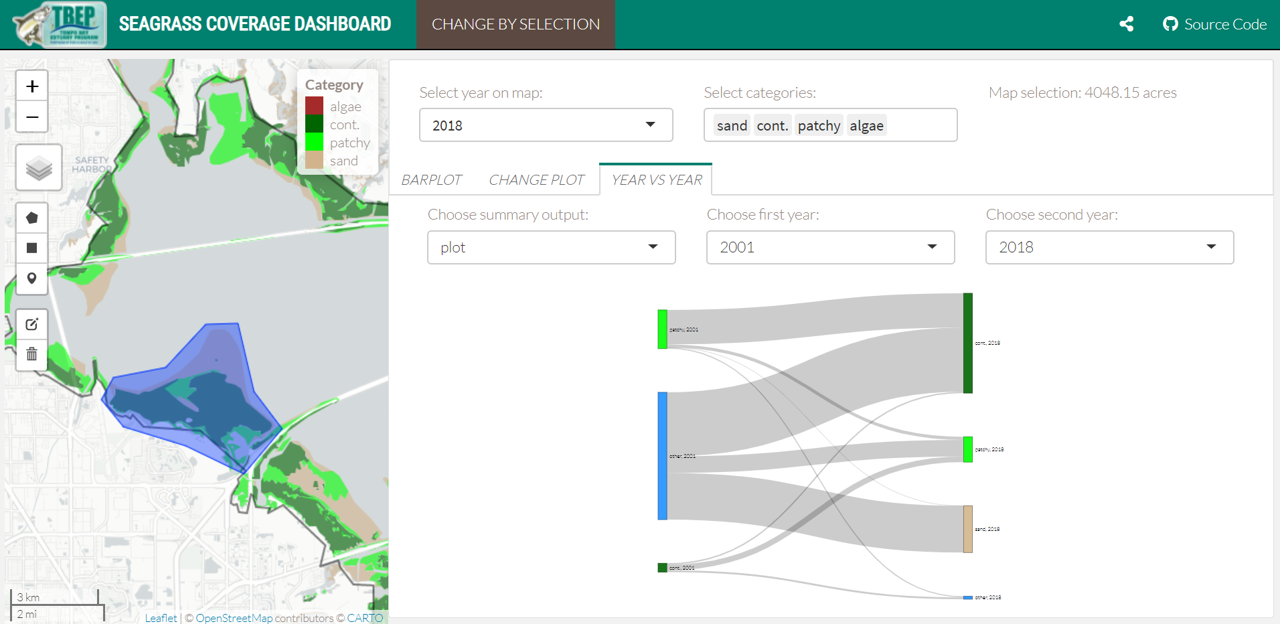 TBEP
TAMPA BAY
ESTUARY PROGRAM
SEAGRASS COVERAGE DASHBOARD
CHANGE BY SELECTION
Source Code
+
−
SAFETY
HARBOR
Category
algae
cont.
patchy
sand
3 km
2 mi
Leaflet | © OpenStreetMap contributors © CARTO
Select year on map:
2018
Select categories:
sand cont. patchy algae
Map selection: 4048.15 acres
BARPLOT
CHANGE PLOT
YEAR VS YEAR
Choose summary output:
plot
Choose first year:
2001
Choose second year:
2018
patchy, 2001
other, 2001
cont., 2001
cont., 2018
patchy, 2018
sand, 2018
other, 2018